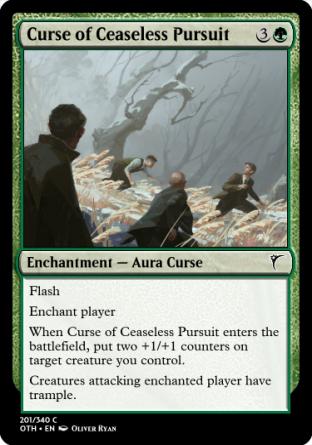 Curse of Ceaseless Pursuit 3
Enchantment — Aura Curse
Flash
Enchant player
When Curse of Ceaseless Pursuit enters the
battlefield, put two +1/+1 counters on
target creature you control.
Creatures attacking enchanted player have
trample.
201/340 C
OTH • EN Oliver Ryan